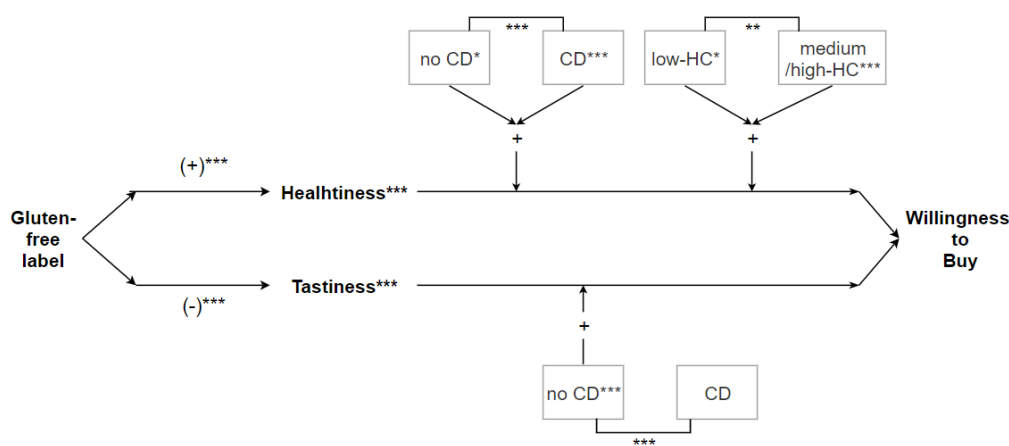 ***
**
no CD*
CD***
low-HC*
medium
/high-HC***
+
+
(+)***
Healhtiness***
Gluten-
free
label
Willingness
to
Buy
Tastiness***
(-)***
+
no CD***
CD
***